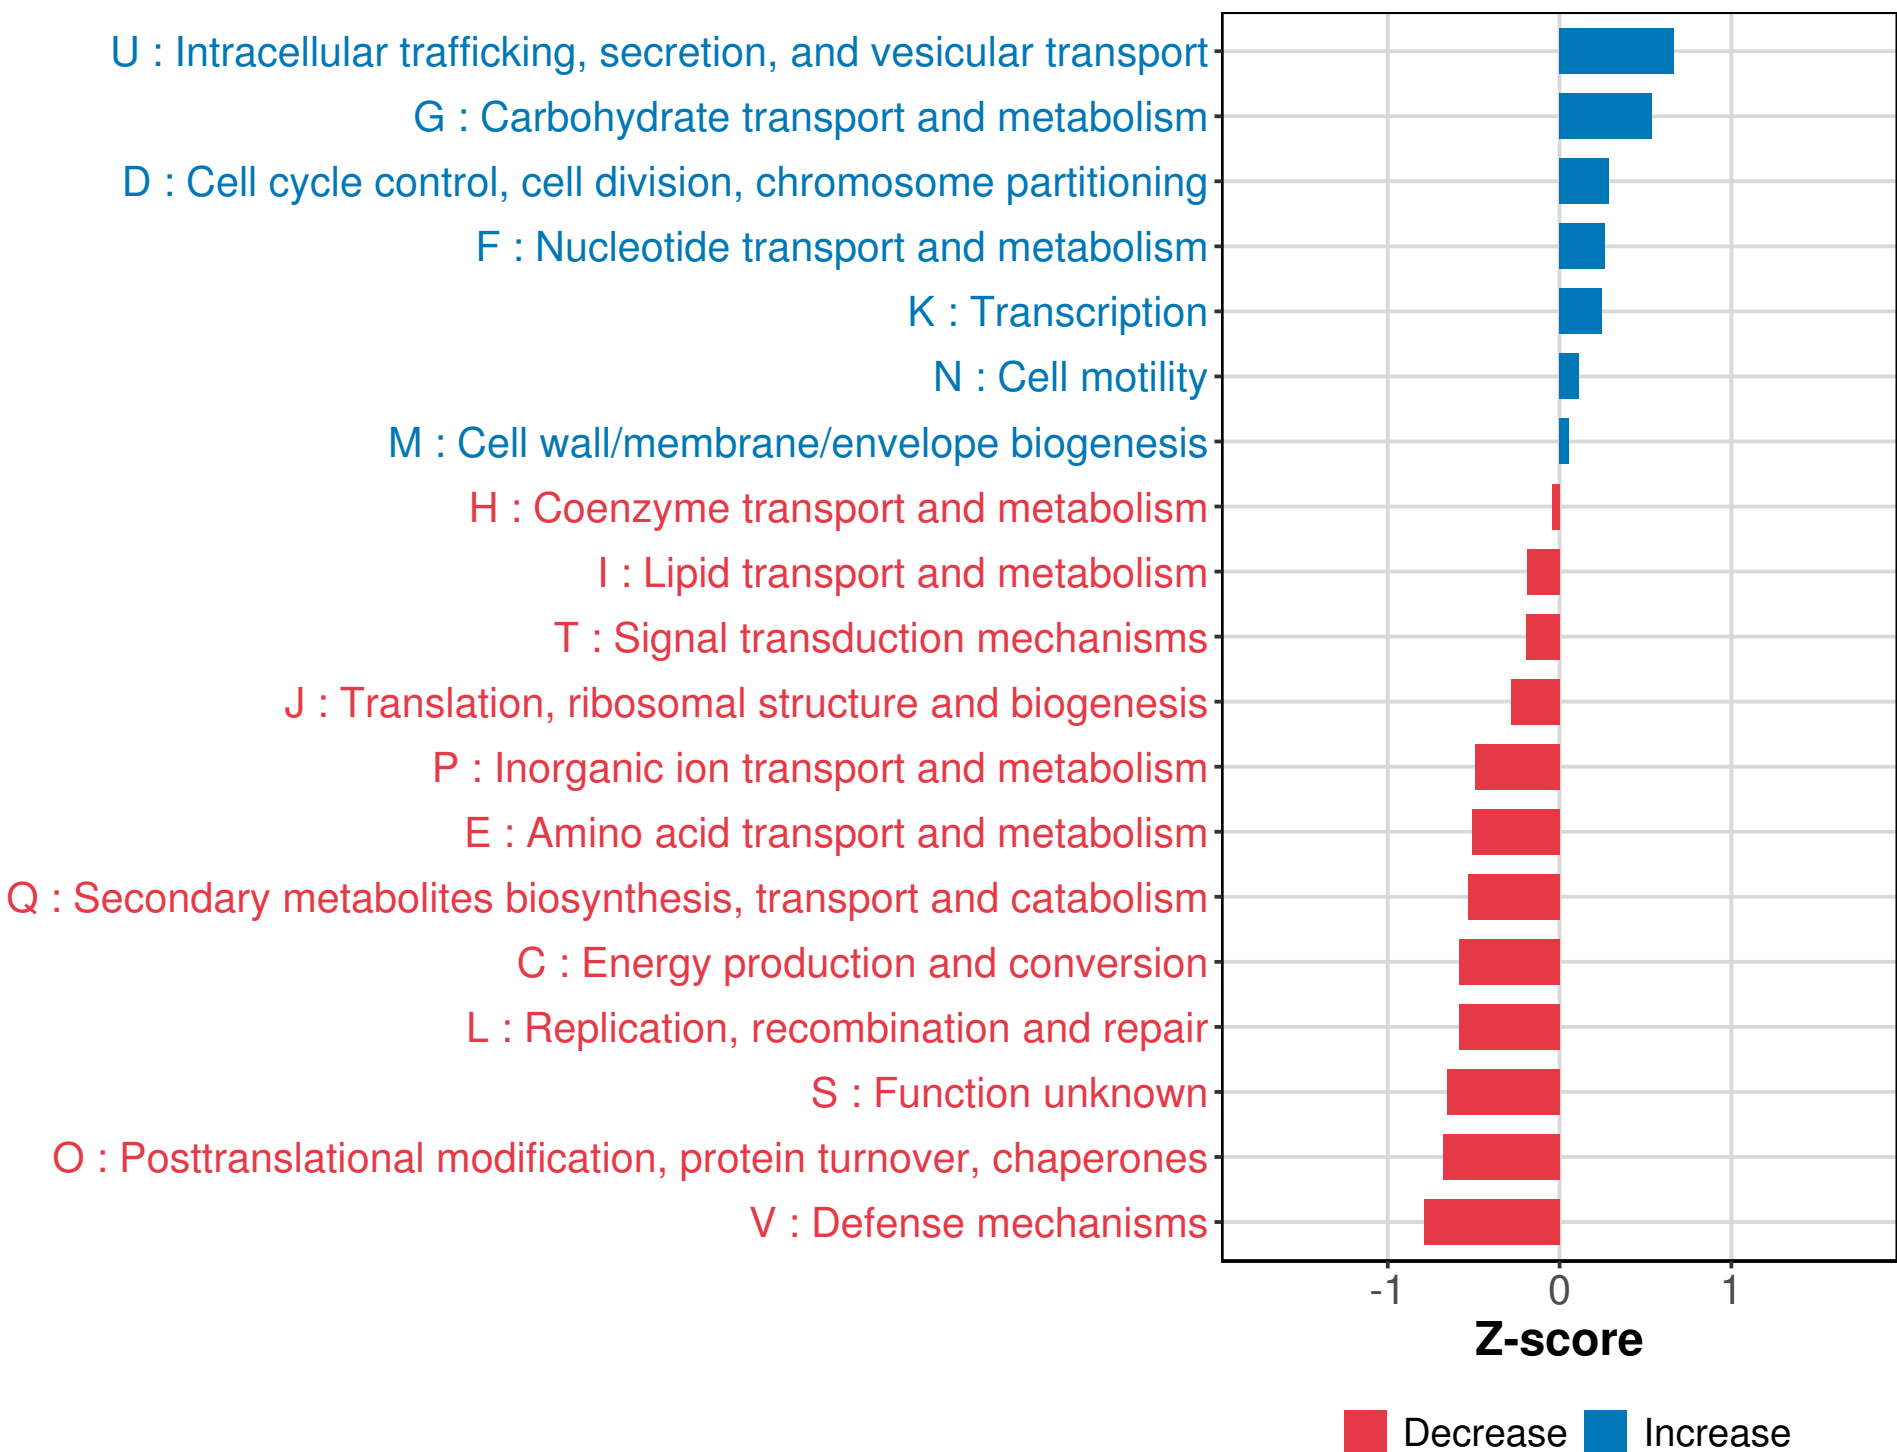 U : Intracellular trafficking, secretion, and vesicular transport
G : Carbohydrate transport and metabolism
D : Cell cycle control, cell division, chromosome partitioning
F : Nucleotide transport and metabolism
K : Transcription
N : Cell motility
M : Cell wall/membrane/envelope biogenesis
H : Coenzyme transport and metabolism
I : Lipid transport and metabolism
T : Signal transduction mechanisms
J : Translation, ribosomal structure and biogenesis
P : Inorganic ion transport and metabolism
E : Amino acid transport and metabolism
Q : Secondary metabolites biosynthesis, transport and catabolism
C : Energy production and conversion
L : Replication, recombination and repair
S : Function unknown
O : Posttranslational modification, protein turnover, chaperones
V : Defense mechanisms
-1 0 1
Z-score
Decrease Increase